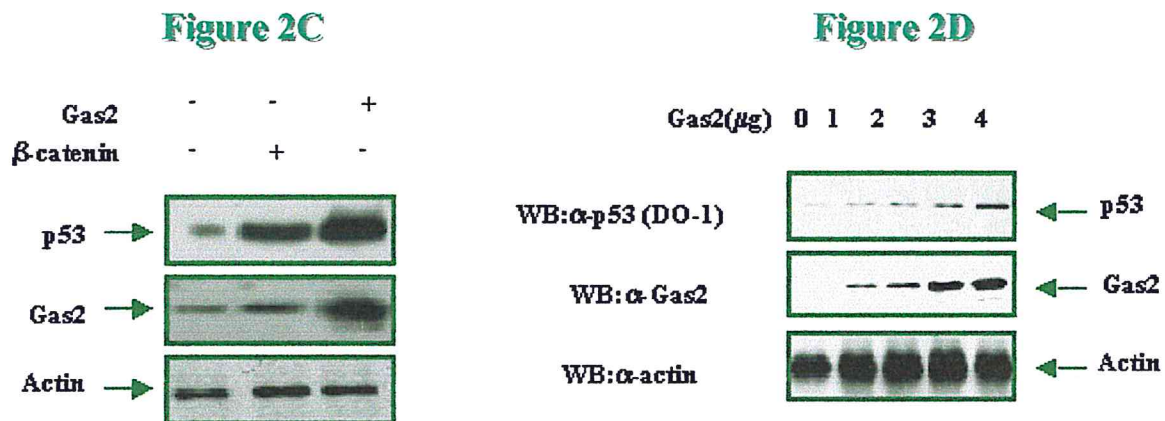 Figure 2C
Gas2 - - +
β-catenin - + -
p53
Gas2
Actin
Figure 2D
Gas2(μg) 0 1 2 3 4
WB:α-p53 (DO-1) p53
WB:α-Gas2 Gas2
WB:α-actin Actin